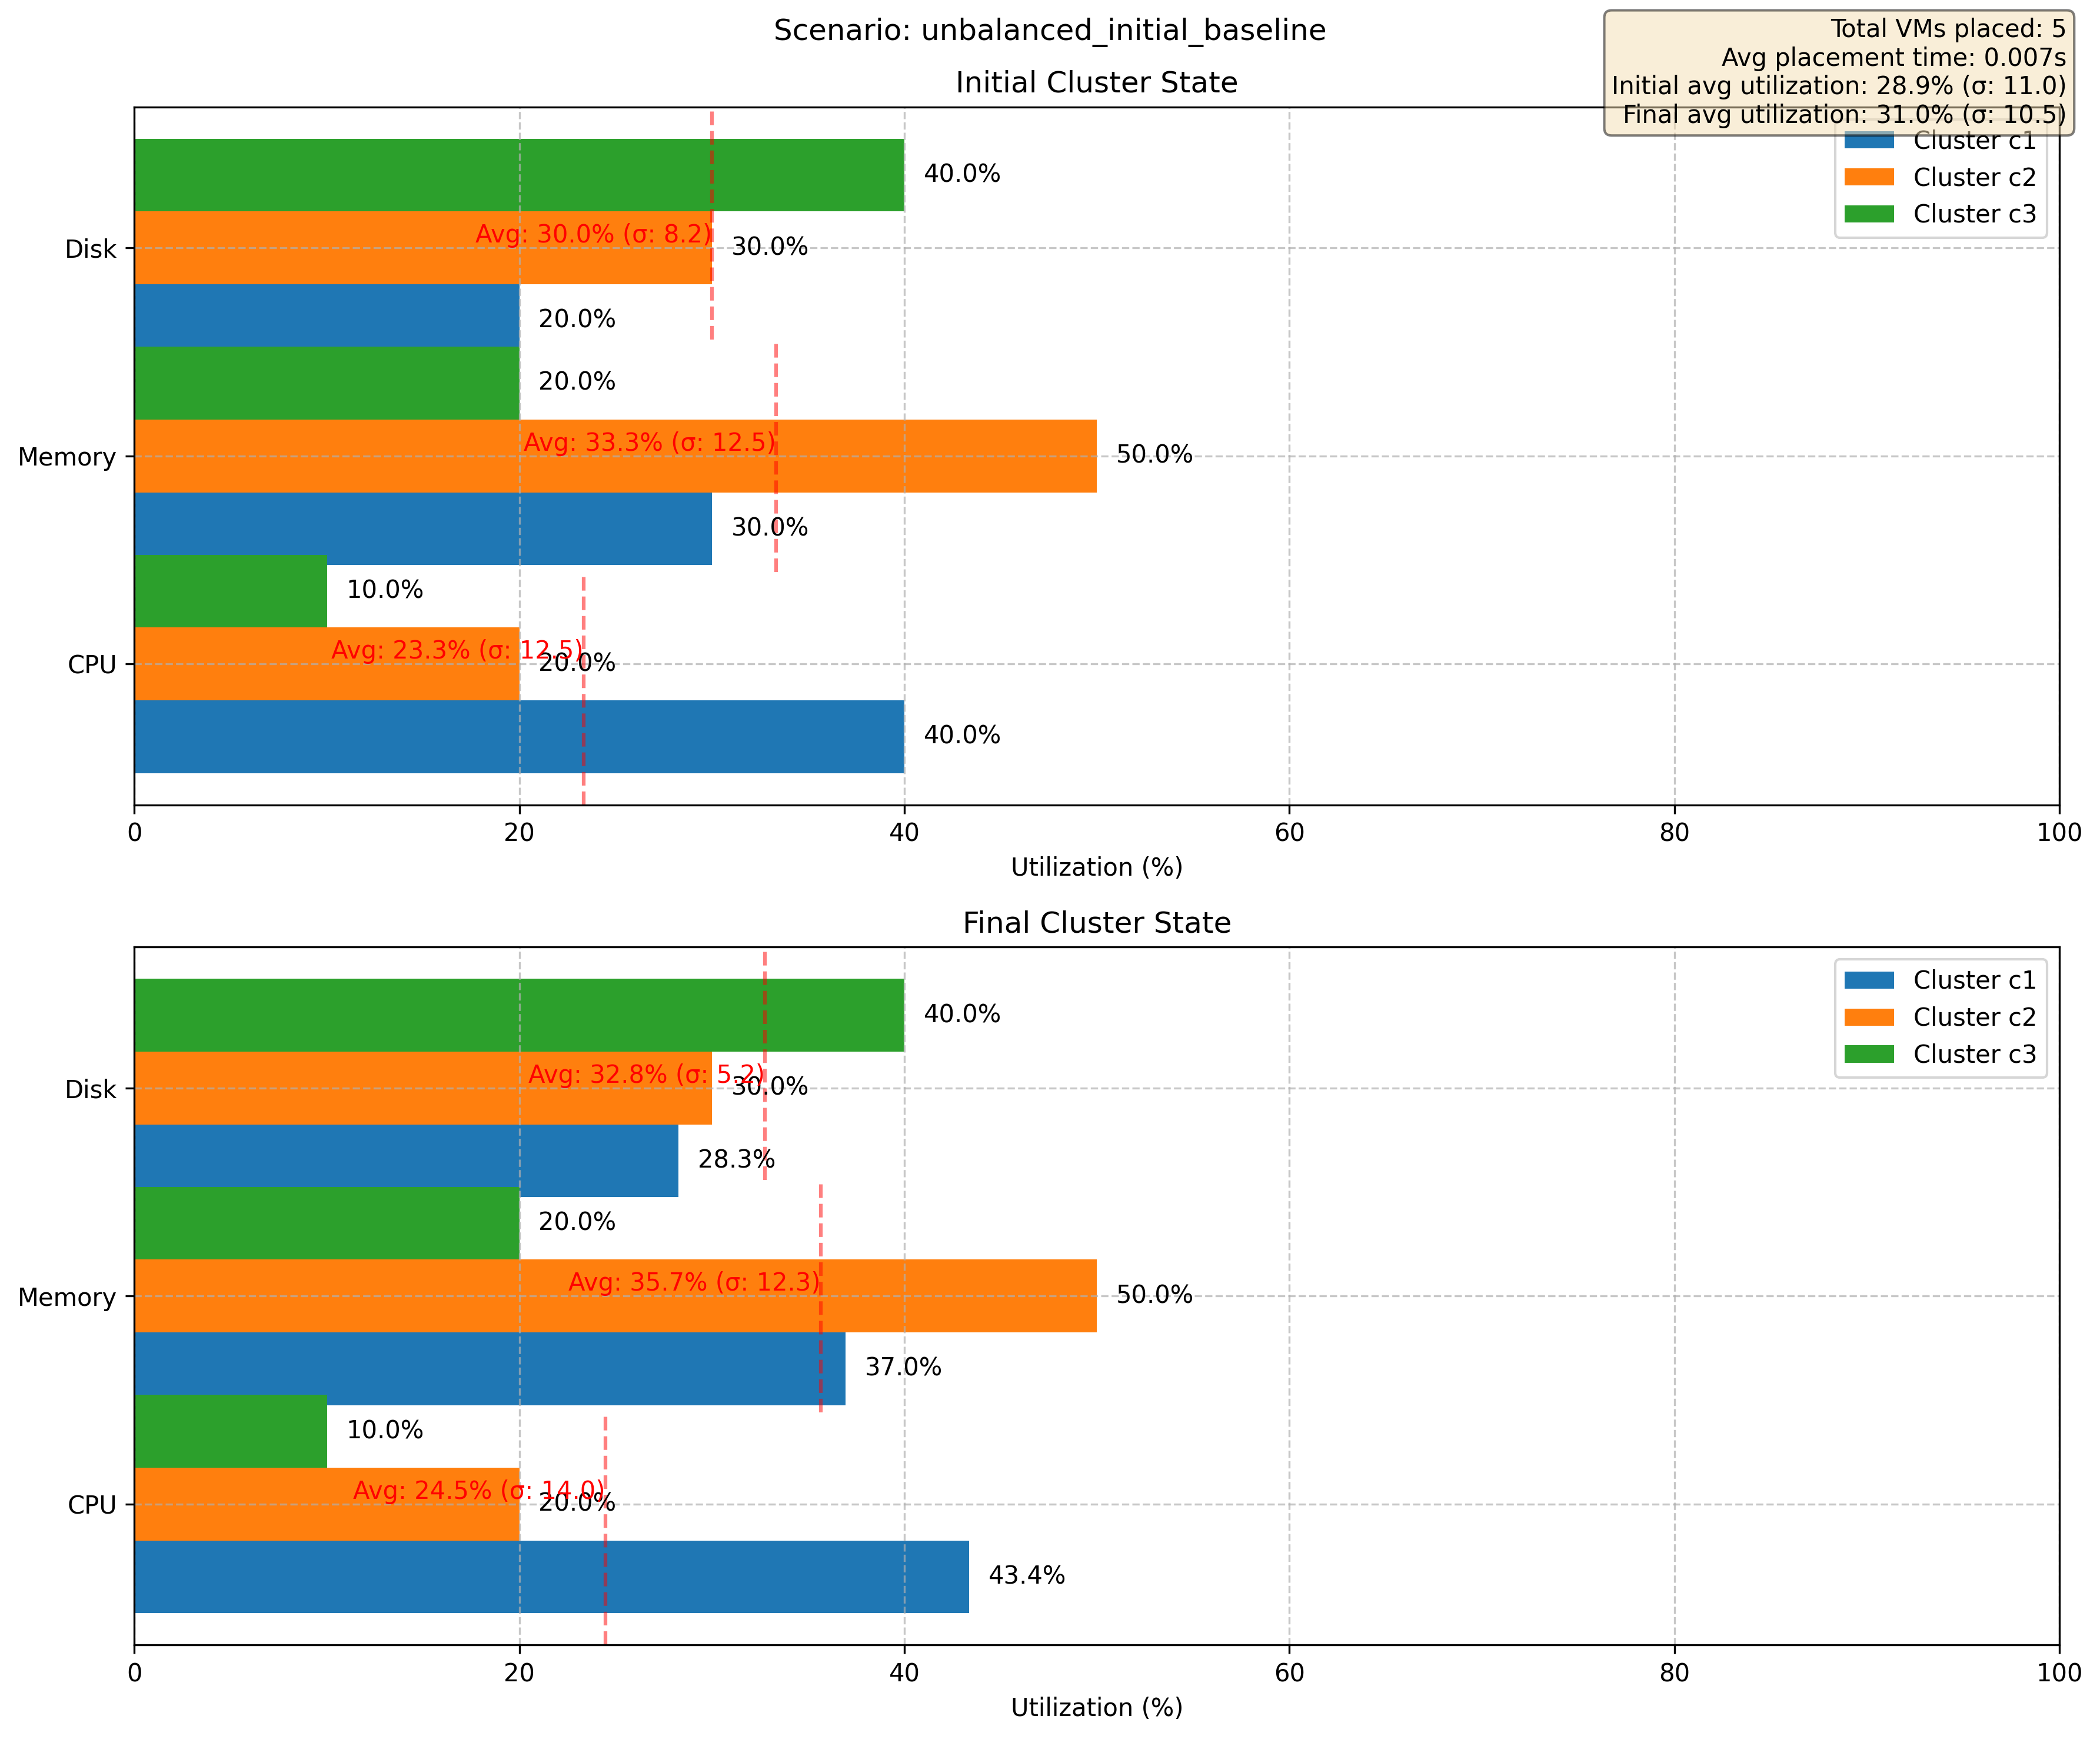 Scenario: unbalanced_initial_baseline
Total VMs placed: 5
Avg placement time: 0.007s
Initial avg utilization: 28.9% (σ: 11.0)
Final avg utilization: 31.0% (σ: 10.5)
Initial Cluster State
Cluster c1
Cluster c2
Cluster c3
40.0%
Disk
Avg: 30.0% (σ: 8.2)
30.0%
20.0%
20.0%
Memory
Avg: 33.3% (σ: 12.5)
50.0%
30.0%
10.0%
CPU
Avg: 23.3% (σ: 12.5)
20.0%
40.0%
0 20 40 60 80 100
Utilization (%)
Final Cluster State
Cluster c1
Cluster c2
Cluster c3
40.0%
Disk
Avg: 32.8% (σ: 5.2)
30.0%
28.3%
20.0%
Memory
Avg: 35.7% (σ: 12.3)
50.0%
37.0%
10.0%
CPU
Avg: 24.5% (σ: 14.0)
20.0%
43.4%
0 20 40 60 80 100
Utilization (%)